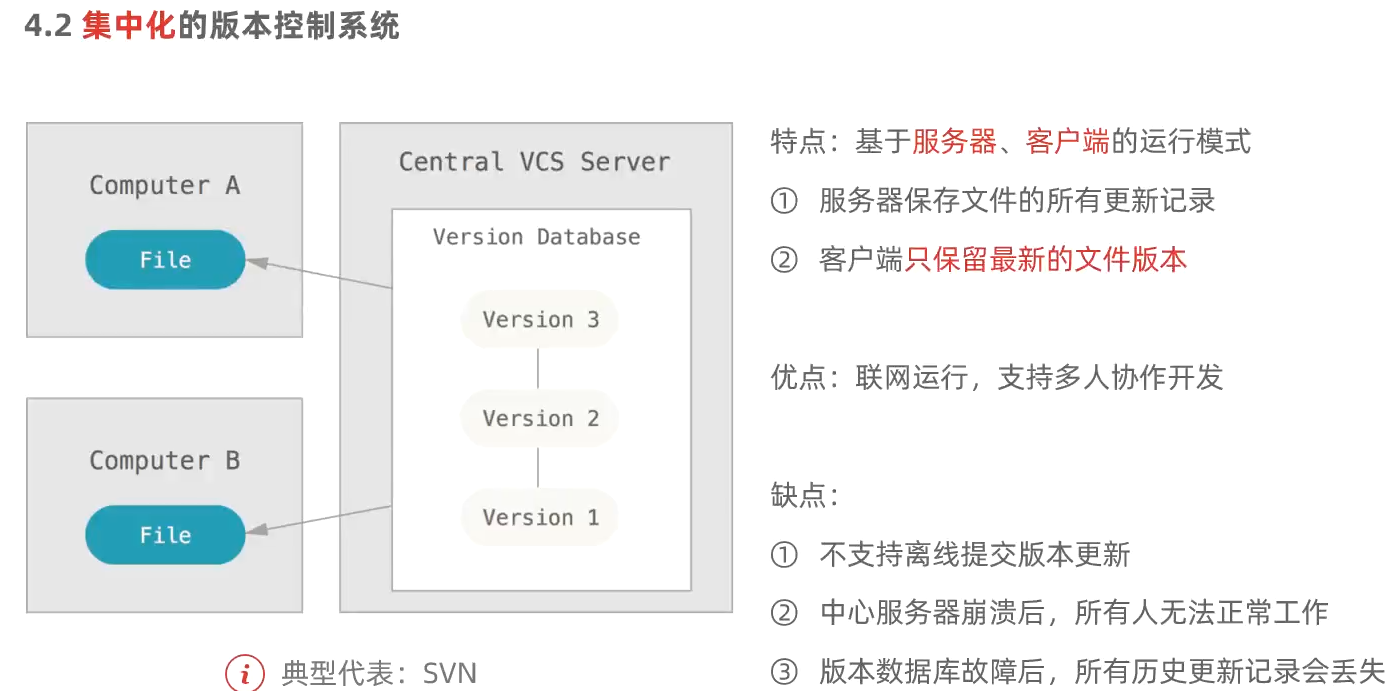 4.2 集中化的版本控制系统
Computer A
File
Computer B
File
Central VCS Server
Version Database
Version 3
Version 2
Version 1
典型代表：SVN
特点：基于服务器、客户端的运行模式
① 服务器保存文件的所有更新记录
② 客户端只保留最新的文件版本
优点：联网运行，支持多人协作开发
缺点：
① 不支持离线提交版本更新
② 中心服务器崩溃后，所有人无法正常工作
③ 版本数据库故障后，所有历史更新记录会丢失